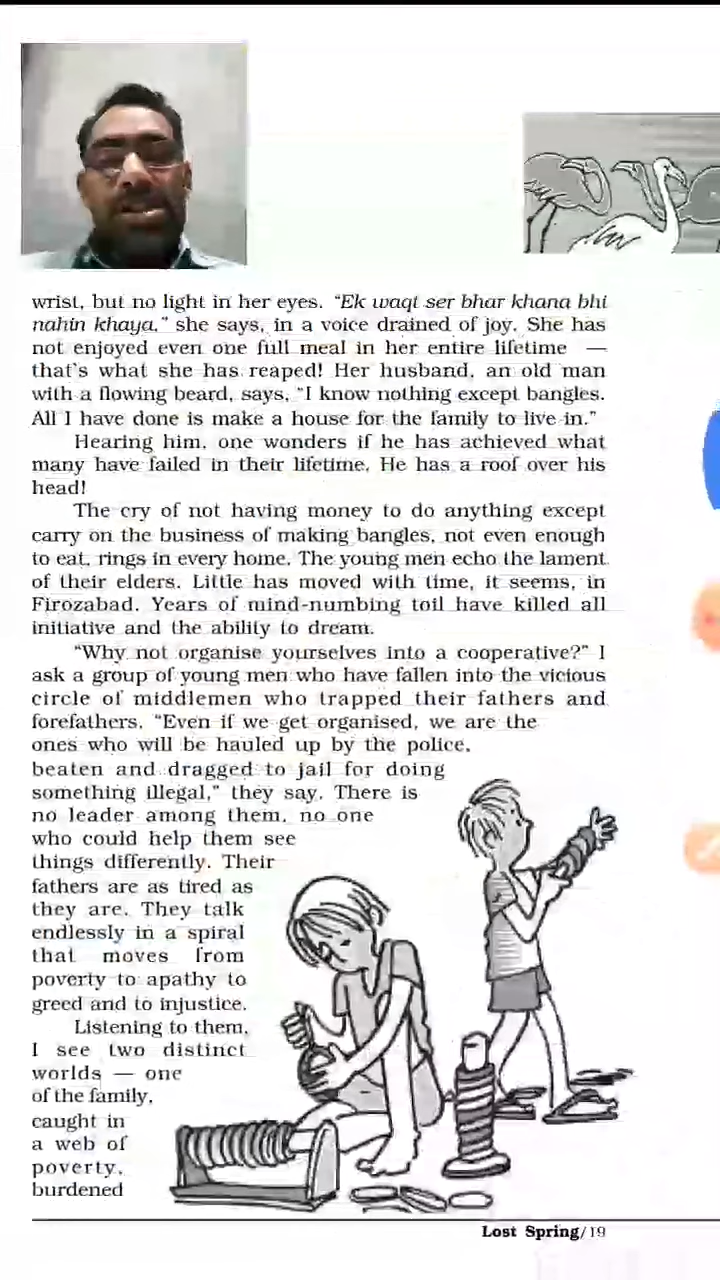 wrist, but no light in her eyes. "Ek waqt ser bhar khana bhi
nahin khaya," she says, in a voice drained of joy. She has
not enjoyed even one full meal in her entire lifetime —
that's what she has reaped! Her husband, an old man
with a flowing beard, says, "I know nothing except bangles.
All I have done is make a house for the family to live in."
Hearing him, one wonders if he has achieved what
many have failed in their lifetime. He has a roof over his
head!
The cry of not having money to do anything except
carry on the business of making bangles, not even enough
to eat, rings in every home. The young men echo the lament
of their elders. Little has moved with time, it seems, in
Firozabad. Years of mind-numbing toil have killed all
initiative and the ability to dream.
"Why not organise yourselves into a cooperative?" I
ask a group of young men who have fallen into the vicious
circle of middlemen who trapped their fathers and
forefathers. "Even if we get organised, we are the
ones who will be hauled up by the police,
beaten and dragged to jail for doing
something illegal," they say. There is
no leader among them, no one
who could help them see
things differently. Their
fathers are as tired as
they are. They talk
endlessly in a spiral
that moves from
poverty to apathy to
greed and to injustice.
Listening to them,
I see two distinct
worlds — one
of the family,
caught in
a web of
poverty,
burdened
Lost Spring/19